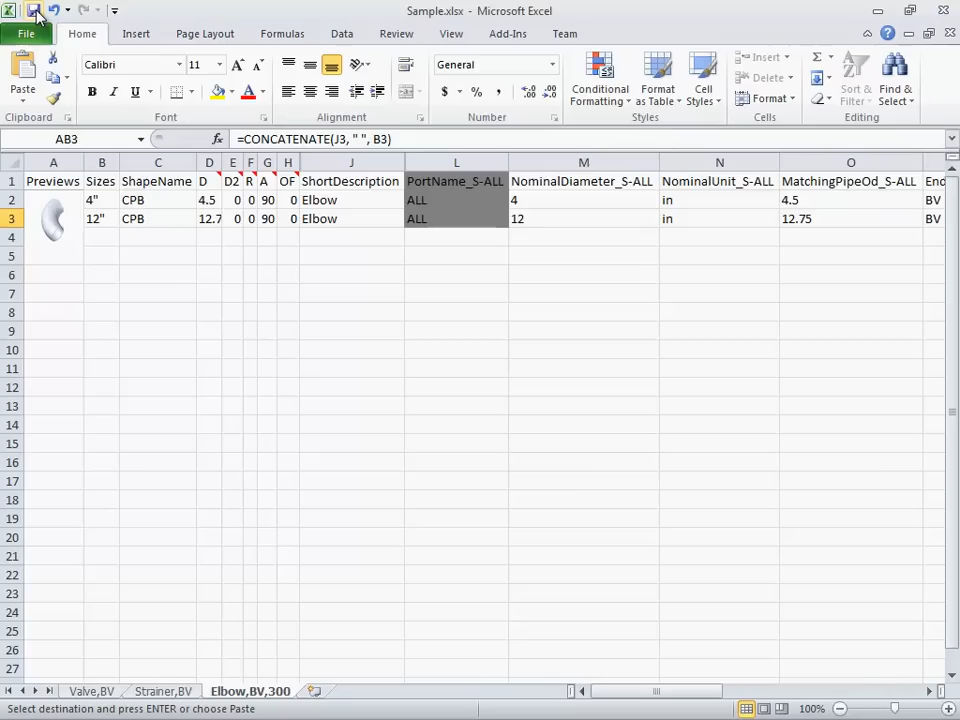 Sample.xlsx - Microsoft Excel
File Home Insert Page Layout Formulas Data Review View Add-Ins Team
Calibri 11 General
Paste B I U $ % , Conditional Formatting Format as Table Cell Styles Insert Delete Format Σ Sort & Filter Find & Select
Clipboard Font Alignment Number Styles Cells Editing
AB3 fx =CONCATENATE(J3, " ", B3)
A B C D E F G H J L M N O
1 Previews Sizes ShapeName D D2 R A OF ShortDescription PortName_S-ALL NominalDiameter_S-ALL NominalUnit_S-ALL MatchingPipeOd_S-ALL End
2 4" CPB 4.5 0 0 90 0 Elbow ALL 4 in 4.5 BV
3 12" CPB 12.7 0 0 90 0 Elbow ALL 12 in 12.75 BV
4
5
6
7
8
9
10
11
12
13
14
15
16
17
18
19
20
21
22
23
24
25
26
27
Valve,BV Strainer,BV Elbow,BV,300
Select destination and press ENTER or choose Paste 100%